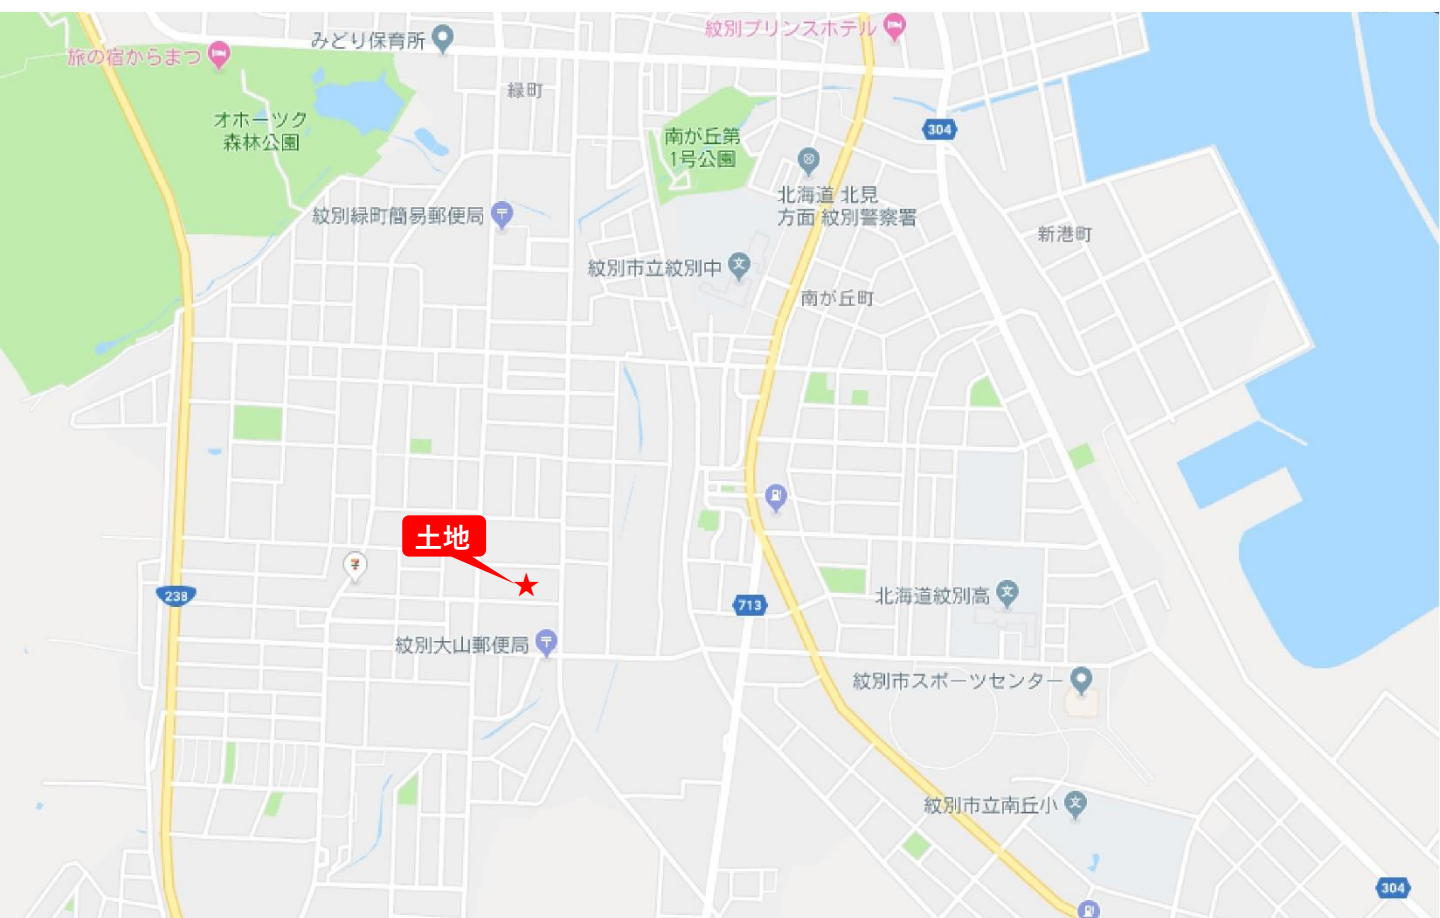 紋別プリンスホテル
みどり保育所
旅の宿からまつ
緑町
オホーツク
森林公園
304
南が丘第
1号公園
北海道 北見
方面 紋別警察署
紋別緑町簡易郵便局
新港町
紋別市立紋別中
南が丘町
土地
238
713
北海道紋別高
紋別大山郵便局
紋別市スポーツセンター
紋別市立南丘小
304